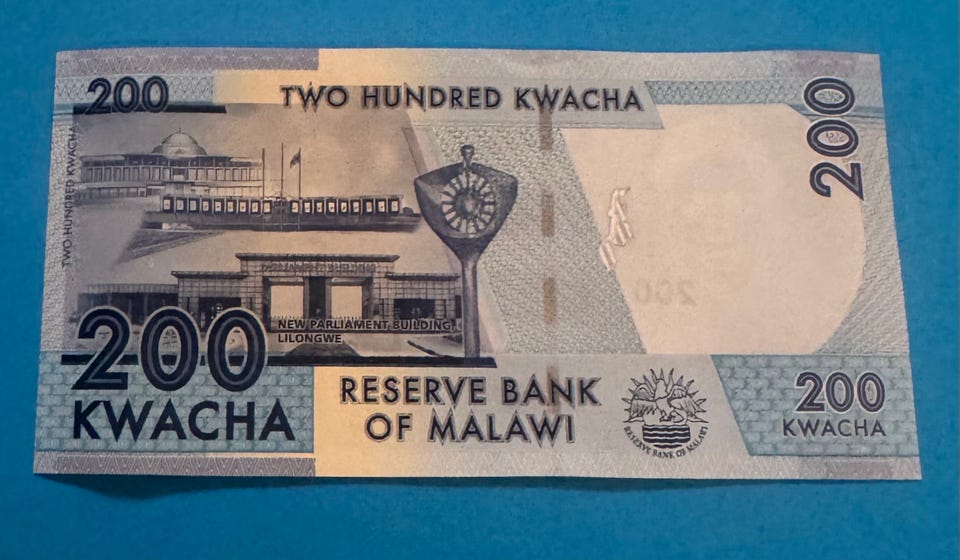 200
TWO HUNDRED KWACHA
200
TWO HUNDRED KWACHA
200
200
KWACHA
NEW PARLIAMENT BUILDING,
LILONGWE
RESERVE BANK
OF MALAWI
RESERVE BANK OF MALAWI
200
KWACHA